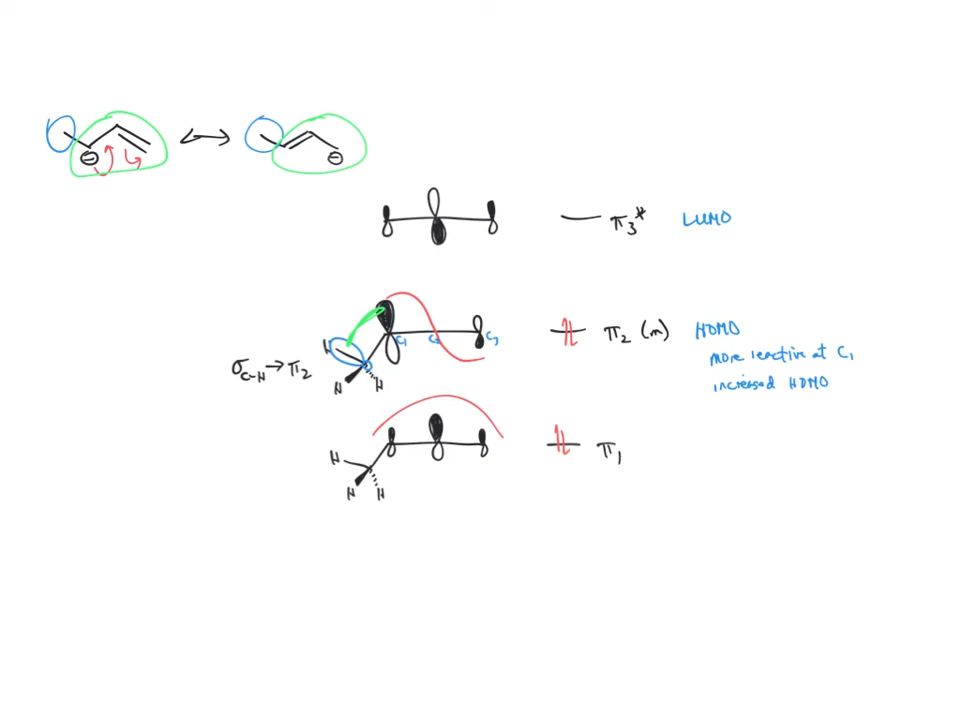 ⊖
⊖
π₃* LUMO
C₁ C₂ C₃
π₂ (m) HOMO
more reactive at C₁
increased HOMO
σC-H → π₂
H
H H
π₁
H
H H